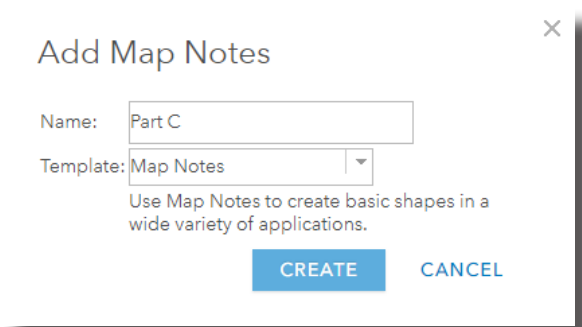 Add Map Notes
Name: Part C
Template: Map Notes
Use Map Notes to create basic shapes in a
wide variety of applications.
CREATE CANCEL